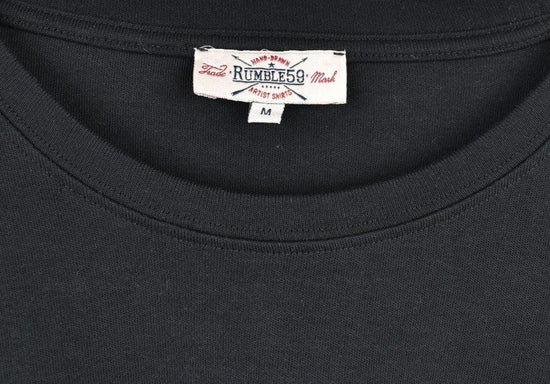 HAND-DRAWN
Trade RUMBLE59 Mark
ARTIST SHIRTS
M